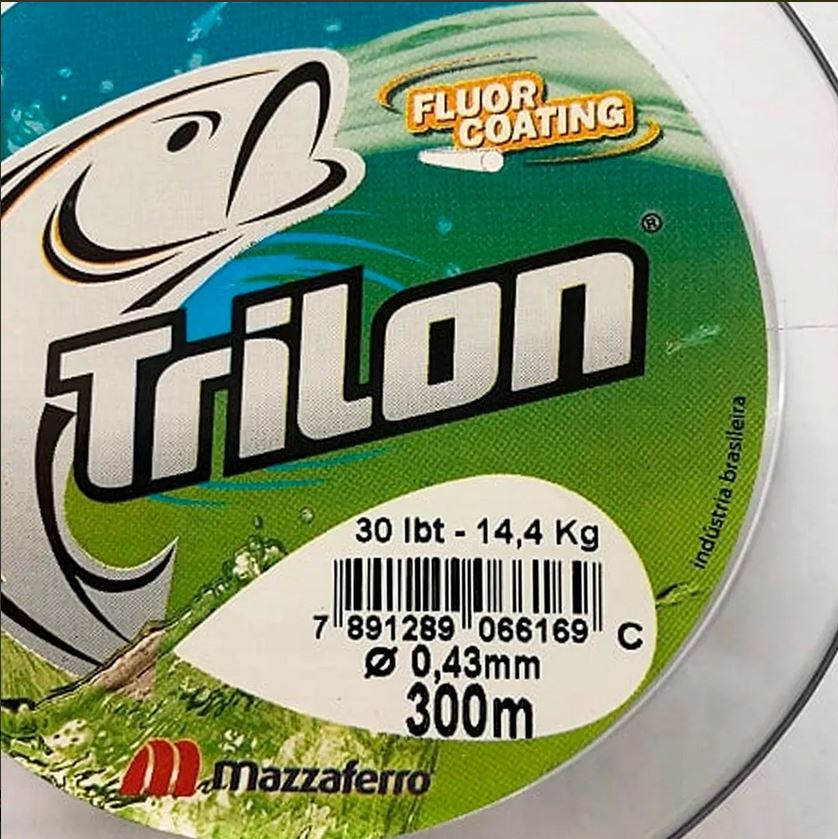 FLUOR
COATING
Trilon®
indústria brasileira
30 lbt - 14,4 Kg
7 891289 066169 C
Ø 0,43mm
300m
mazzaferro